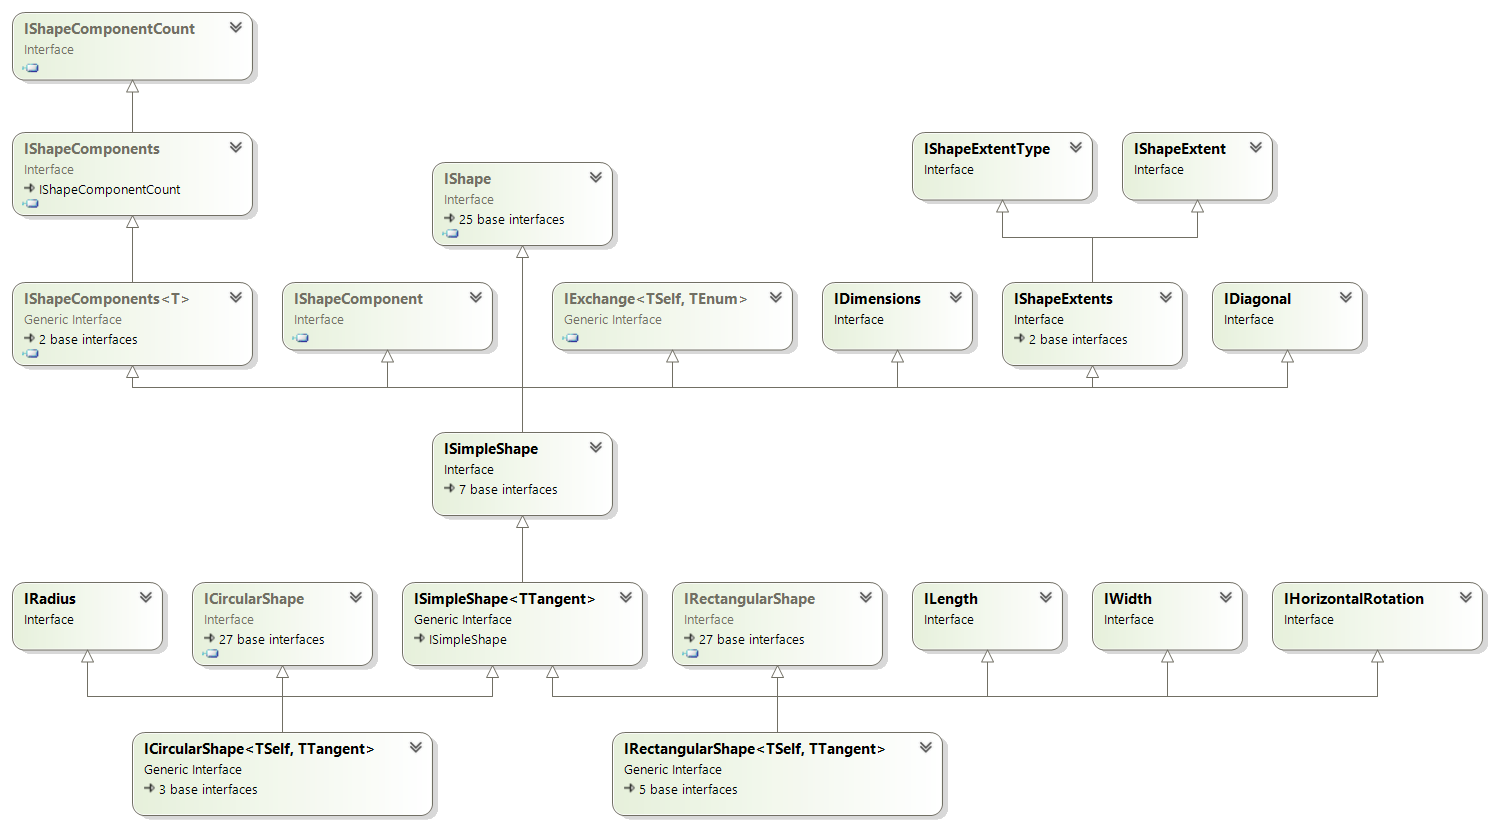 IShapeComponentCount
Interface
IShapeComponents
Interface
IShapeComponentCount
IShape
Interface
25 base interfaces
IShapeExtentType
Interface
IShapeExtent
Interface
IShapeComponents<T>
Generic Interface
2 base interfaces
IShapeComponent
Interface
IExchange<TSelf, TEnum>
Generic Interface
IDimensions
Interface
IShapeExtents
Interface
2 base interfaces
IDiagonal
Interface
ISimpleShape
Interface
7 base interfaces
IRadius
Interface
ICircularShape
Interface
27 base interfaces
ISimpleShape<TTangent>
Generic Interface
ISimpleShape
IRectangularShape
Interface
27 base interfaces
ILength
Interface
IWidth
Interface
IHorizontalRotation
Interface
ICircularShape<TSelf, TTangent>
Generic Interface
3 base interfaces
IRectangularShape<TSelf, TTangent>
Generic Interface
5 base interfaces